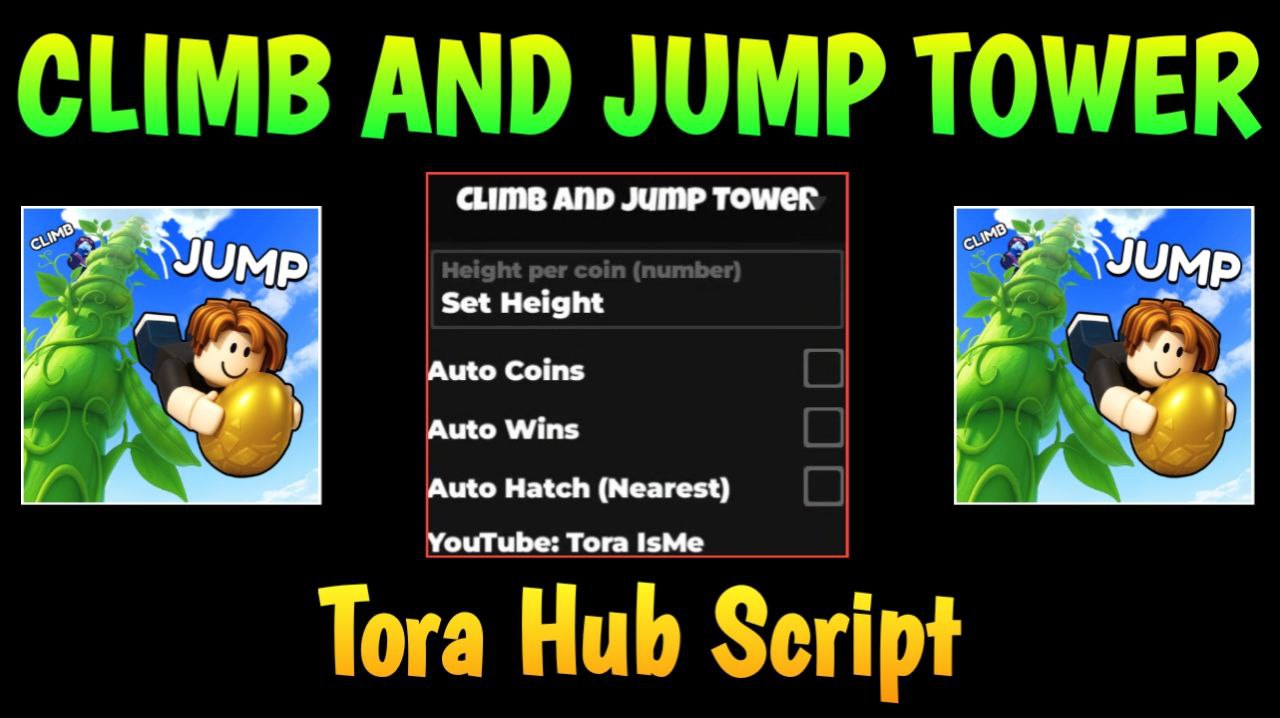 CLIMB AND JUMP TOWER
CLIMB
JUMP
CLIMB AND JUMP TOWER
Height per coin (number)
Set Height
Auto Coins
Auto Wins
Auto Hatch (Nearest)
YouTube: Tora IsMe
CLIMB
JUMP
Tora Hub Script